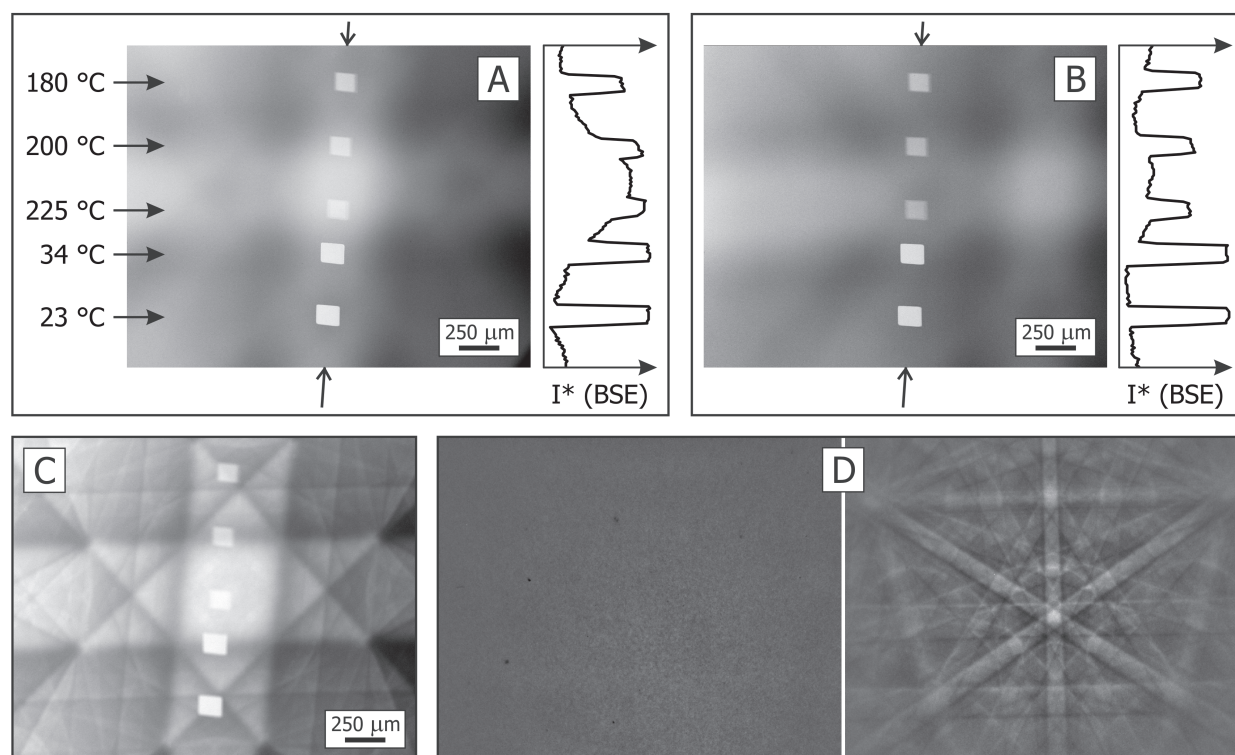 A
180 °C
200 °C
225 °C
34 °C
23 °C
250 µm
I* (BSE)
B
250 µm
I* (BSE)
C
250 µm
D